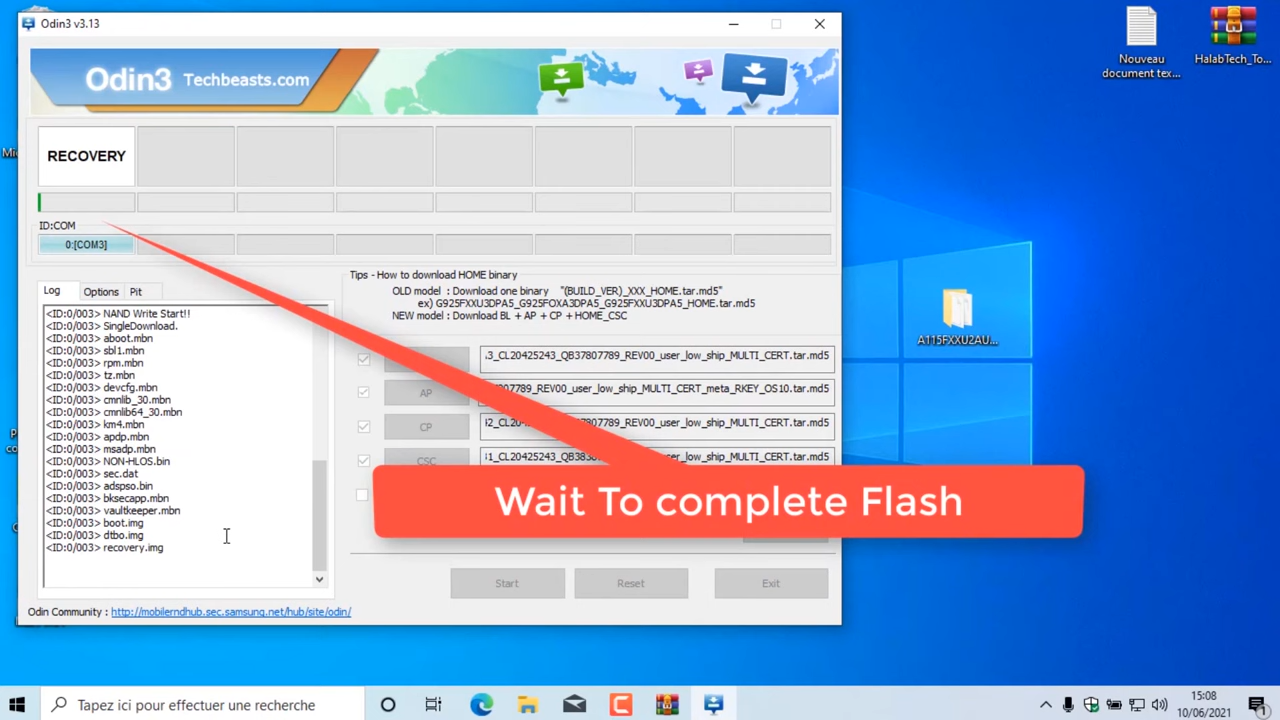 Odin3 v3.13
Odin3 Techbeasts.com
RECOVERY
ID:COM
0:[COM3]
Log
Options
Pit
<ID:0/003> NAND Write Start!!
<ID:0/003> SingleDownload.
<ID:0/003> aboot.mbn
<ID:0/003> sbl1.mbn
<ID:0/003> rpm.mbn
<ID:0/003> tz.mbn
<ID:0/003> devcfg.mbn
<ID:0/003> cmnlib_30.mbn
<ID:0/003> cmnlib64_30.mbn
<ID:0/003> km4.mbn
<ID:0/003> apdp.mbn
<ID:0/003> msadp.mbn
<ID:0/003> NON-HLOS.bin
<ID:0/003> sec.dat
<ID:0/003> adspso.bin
<ID:0/003> bksecapp.mbn
<ID:0/003> vaultkeeper.mbn
<ID:0/003> boot.img
<ID:0/003> dtbo.img
<ID:0/003> recovery.img
Tips - How to download HOME binary
OLD model : Download one binary "(BUILD_VER)_XXX_HOME.tar.md5"
ex) G925FXXU3DPA5_G925FOXA3DPA5_G925FXXU3DPA5_HOME.tar.md5
NEW model : Download BL + AP + CP + HOME_CSC
3_CL20425243_QB37807789_REV00_user_low_ship_MULTI_CERT.tar.md5
AP
807789_REV00_user_low_ship_MULTI_CERT_meta_RKEY_OS10.tar.md5
CP
_REV00_user_low_ship_MULTI_CERT.tar.md5
CSC
_user_low_ship_MULTI_CERT.tar.md5
Wait To complete Flash
Start
Reset
Exit
Odin Community : http://mobilerndhub.sec.samsung.net/hub/site/odin/
Nouveau
document tex...
HalabTech_To...
A115FXXU2AU...
Tapez ici pour effectuer une recherche
15:08
10/06/2021
1